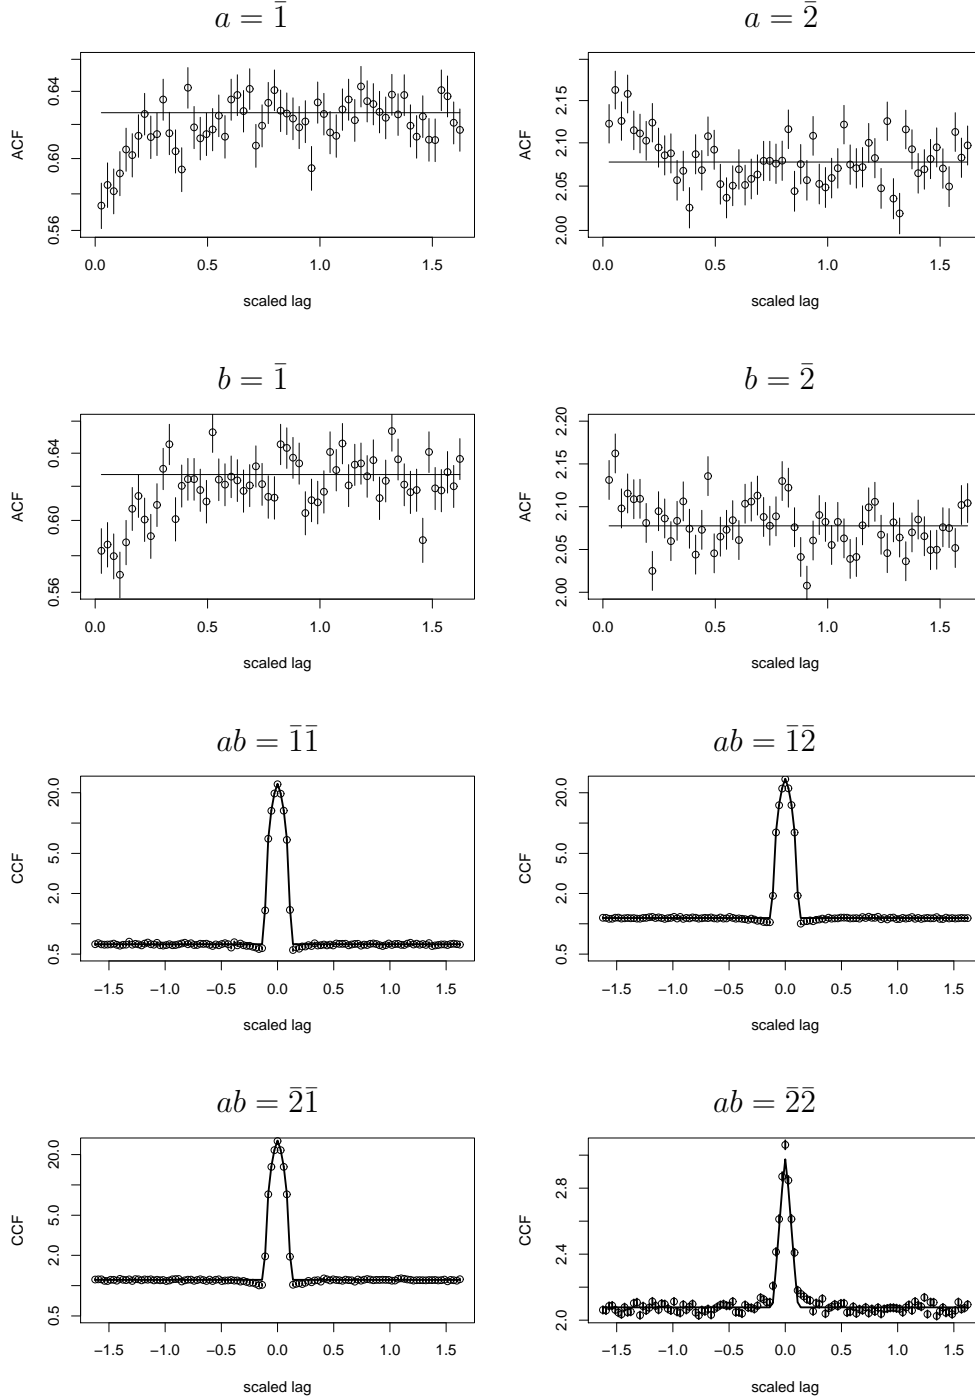 a = 1̄
a = 2̄
ACF
0.56 0.60 0.64
0.0 0.5 1.0 1.5
scaled lag
ACF
2.00 2.05 2.10 2.15
0.0 0.5 1.0 1.5
scaled lag
b = 1̄
b = 2̄
ACF
0.56 0.60 0.64
0.0 0.5 1.0 1.5
scaled lag
ACF
2.00 2.05 2.10 2.15 2.20
0.0 0.5 1.0 1.5
scaled lag
ab = 1̄1̄
ab = 1̄2̄
CCF
0.5 2.0 5.0 20.0
−1.5 −1.0 −0.5 0.0 0.5 1.0 1.5
scaled lag
CCF
0.5 2.0 5.0 20.0
−1.5 −1.0 −0.5 0.0 0.5 1.0 1.5
scaled lag
ab = 2̄1̄
ab = 2̄2̄
CCF
0.5 2.0 5.0 20.0
−1.5 −1.0 −0.5 0.0 0.5 1.0 1.5
scaled lag
CCF
2.0 2.4 2.8
−1.5 −1.0 −0.5 0.0 0.5 1.0 1.5
scaled lag